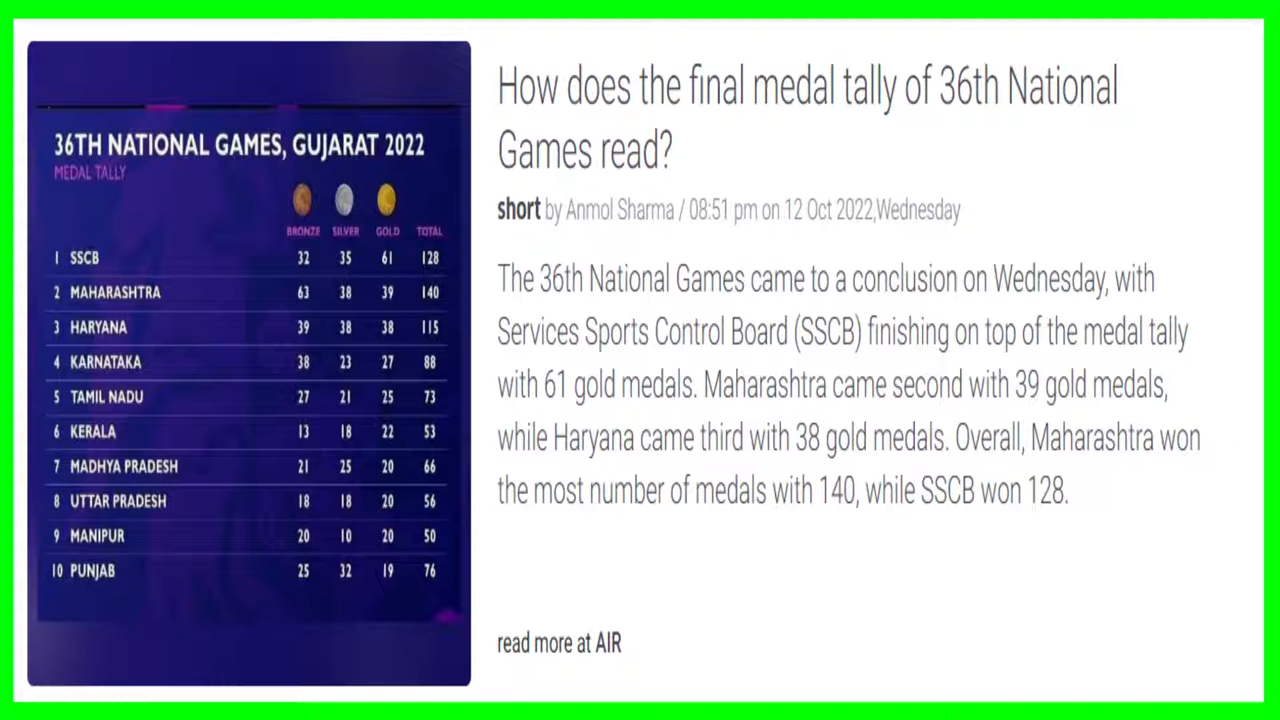 36TH NATIONAL GAMES, GUJARAT 2022
MEDAL TALLY
BRONZE SILVER GOLD TOTAL
1 SSCB 32 35 61 128
2 MAHARASHTRA 63 38 39 140
3 HARYANA 39 38 38 115
4 KARNATAKA 38 23 27 88
5 TAMIL NADU 27 21 25 73
6 KERALA 13 18 22 53
7 MADHYA PRADESH 21 25 20 66
8 UTTAR PRADESH 18 18 20 56
9 MANIPUR 20 10 20 50
10 PUNJAB 25 32 19 76
How does the final medal tally of 36th National
Games read?
short by Anmol Sharma / 08:51 pm on 12 Oct 2022,Wednesday
The 36th National Games came to a conclusion on Wednesday, with
Services Sports Control Board (SSCB) finishing on top of the medal tally
with 61 gold medals. Maharashtra came second with 39 gold medals,
while Haryana came third with 38 gold medals. Overall, Maharashtra won
the most number of medals with 140, while SSCB won 128.
read more at AIR